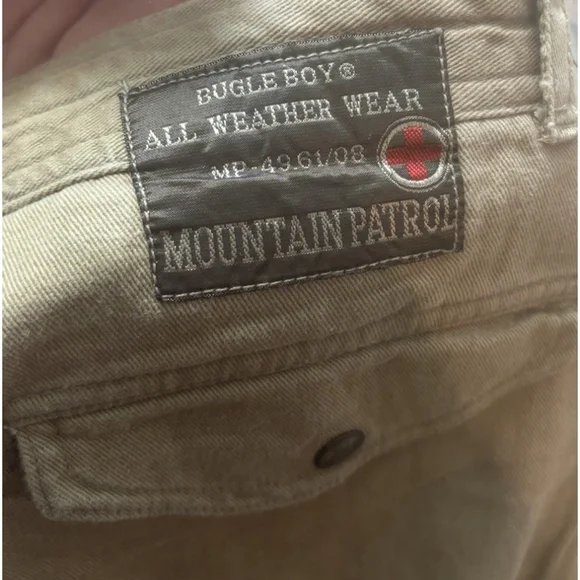 BUGLE BOY®
ALL WEATHER WEAR
MP-49.61/08
MOUNTAIN PATROL